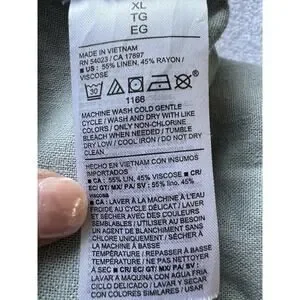 XL
TG
EG
MADE IN VIETNAM
RN 54023 / CA 17897
■ US : 55% LINEN, 45% RAYON /
VISCOSE
30
1166
MACHINE WASH COLD GENTLE
CYCLE / WASH AND DRY WITH LIKE
COLORS / ONLY NON-CHLORINE
BLEACH WHEN NEEDED / TUMBLE
DRY LOW / COOL IRON / DO NOT DRY
CLEAN
HECHO EN VIETNAM CON INSUMOS
IMPORTADOS
■ CA : 55% LIN, 45% VISCOSE ■ CR/
EC/ GT/ MX/ PA/ SV : 55% lino, 45%
viscose
■ CA : LAVER À LA MACHINE À L'EAU
FROIDE AU CYCLE DÉLICAT / LAVER
ET SÉCHER AVEC DES COULEURS
SEMBLABLES / UTILISER AU BESOIN
UN AGENT DE BLANCHIMENT SANS
CHLORE UNIQUEMENT / SÉCHER À
LA MACHINE À BASSE
TEMPÉRATURE / REPASSER À BASSE
TEMPÉRATURE / NE PAS NETTOYER
À SEC ■ CR/ EC/ GT/ MX/ PA/ SV :
LAVAR A MAQUINA CON AGUA FRIA
CICLO DELICADO / LAVAR Y SECAR
CON COLORES SIMILARES / USAR